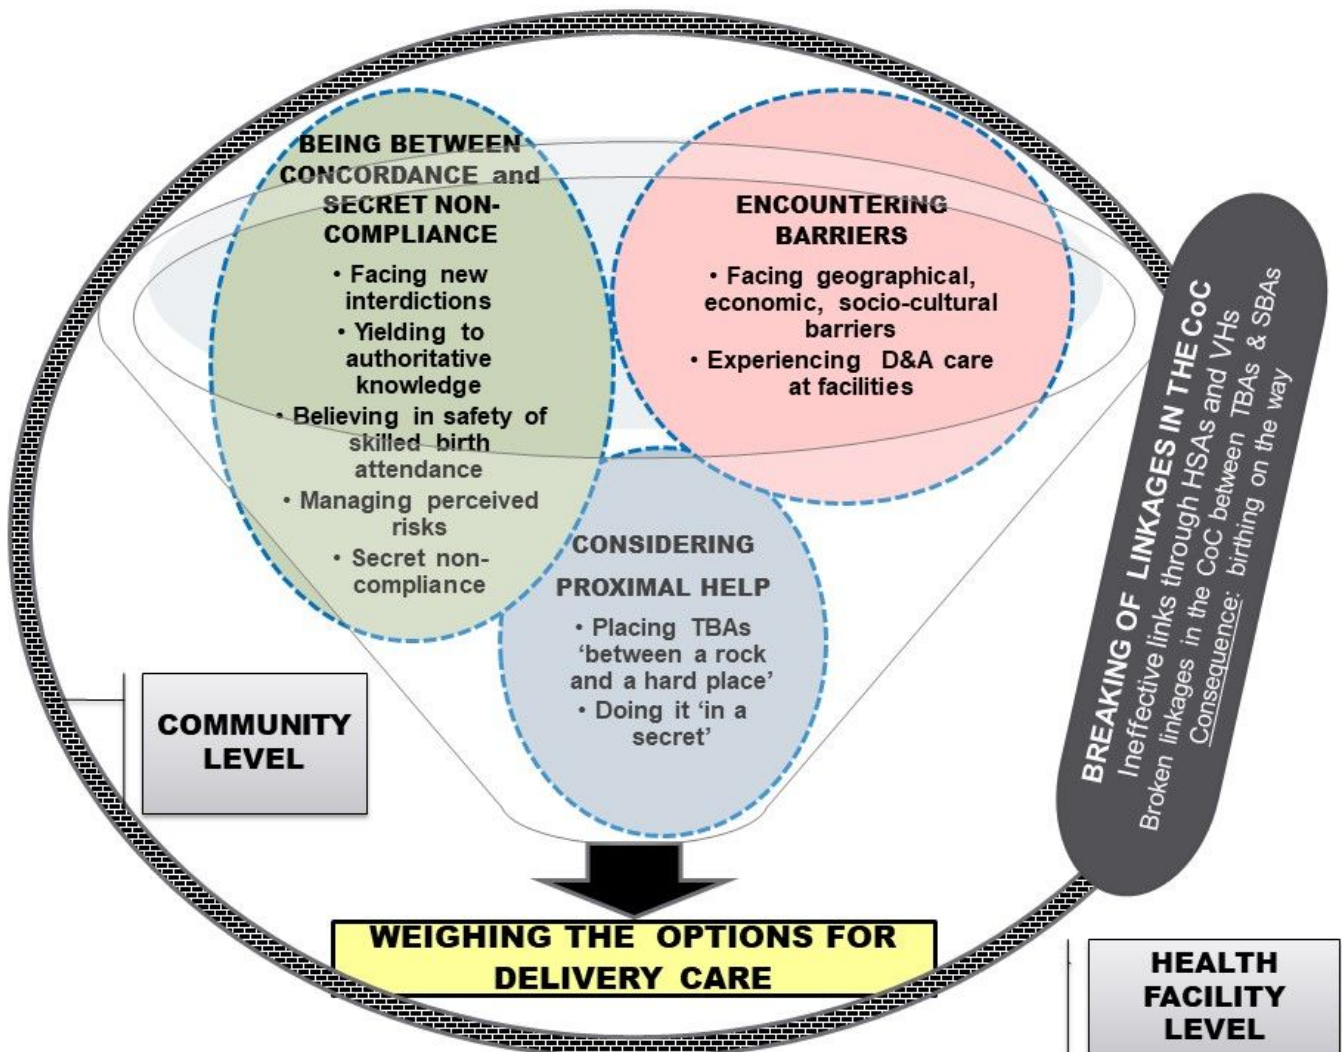 BEING BETWEEN
CONCORDANCE and
SECRET NON-
COMPLIANCE
• Facing new
interdictions
• Yielding to
authoritative
knowledge
• Believing in safety of
skilled birth
attendance
• Managing perceived
risks
• Secret non-
compliance
ENCOUNTERING
BARRIERS
• Facing geographical,
economic, socio-cultural
barriers
• Experiencing D&A care
at facilities
CONSIDERING
PROXIMAL HELP
• Placing TBAs
‘between a rock
and a hard place’
• Doing it ‘in a
secret’
BREAKING OF LINKAGES IN THE CoC
Ineffective links through HSAs and VHs
Broken linkages in the CoC between TBAs & SBAs
Consequence: birthing on the way
COMMUNITY
LEVEL
WEIGHING THE OPTIONS FOR
DELIVERY CARE
HEALTH
FACILITY
LEVEL